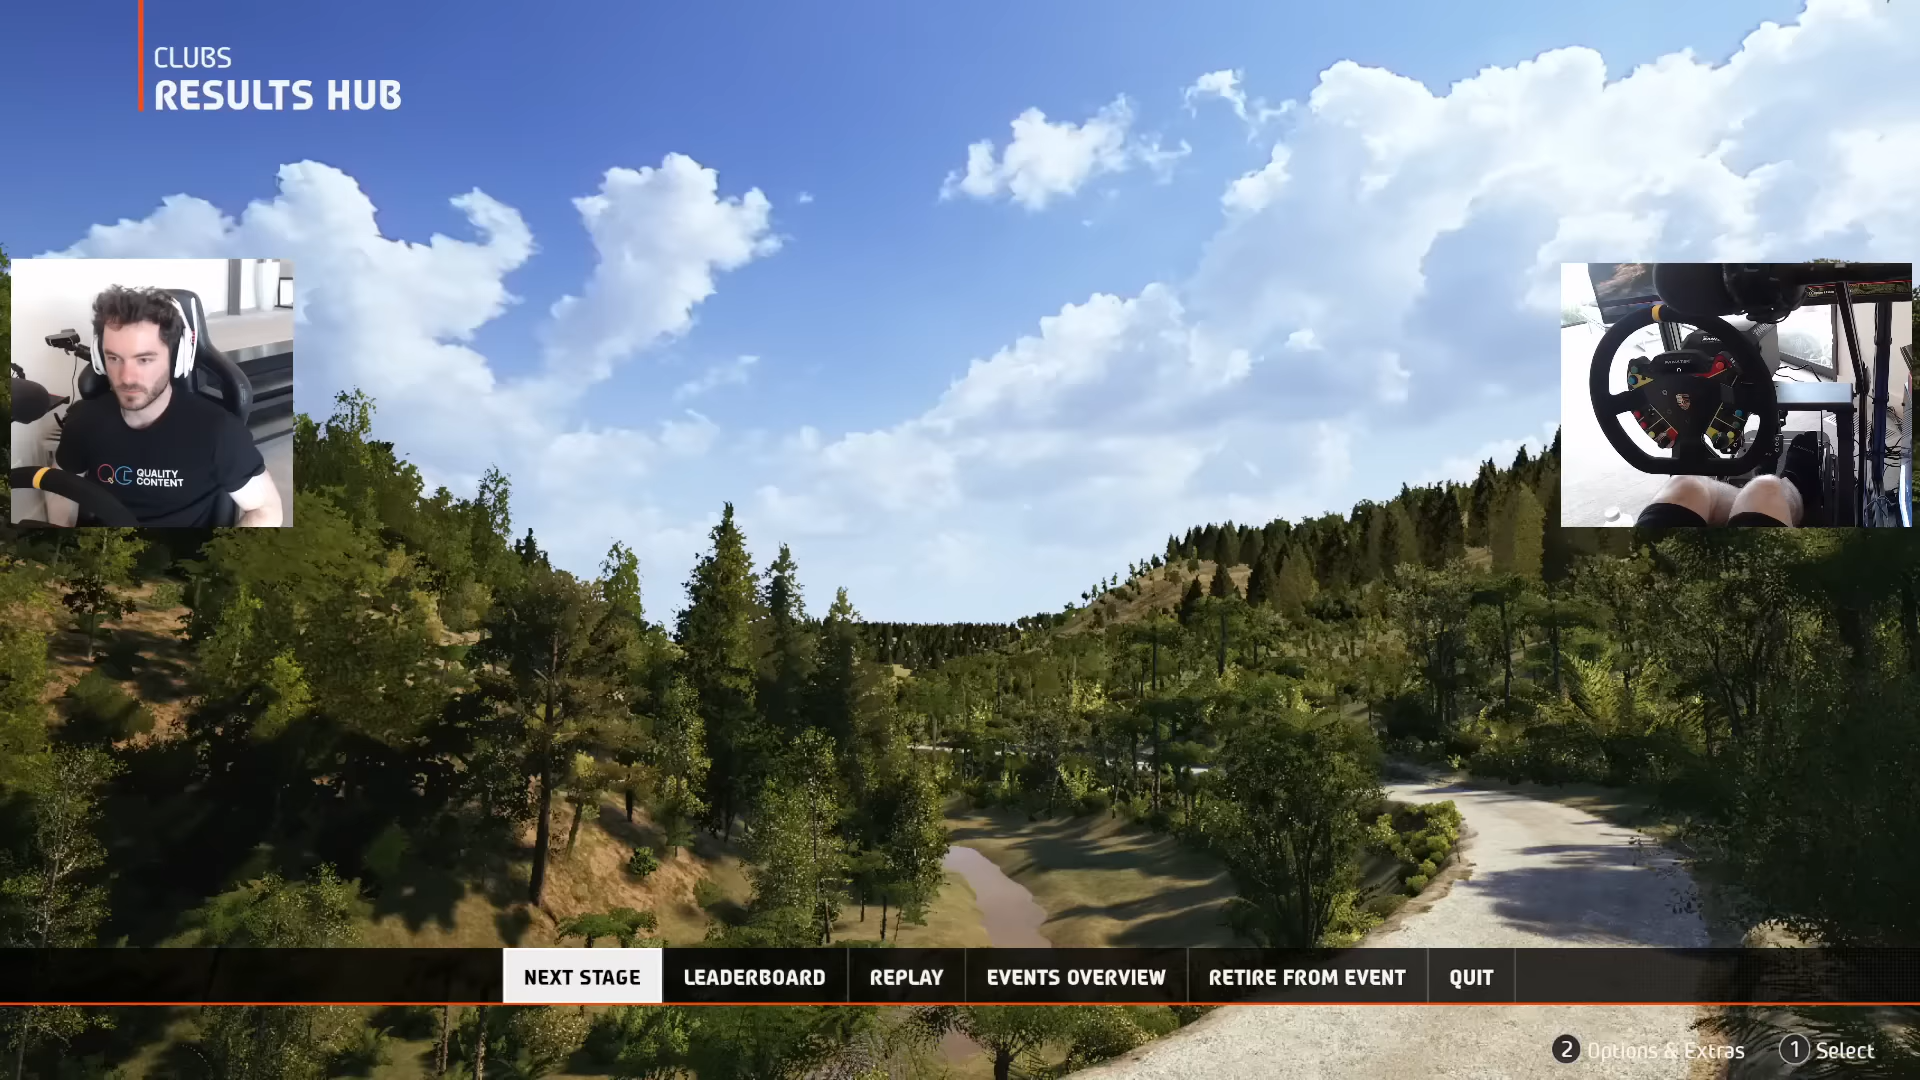 CLUBS
RESULTS HUB
QUALITY
CONTENT
FANATEC
NEXT STAGE
LEADERBOARD
REPLAY
EVENTS OVERVIEW
RETIRE FROM EVENT
QUIT
2 Options & Extras
1 Select